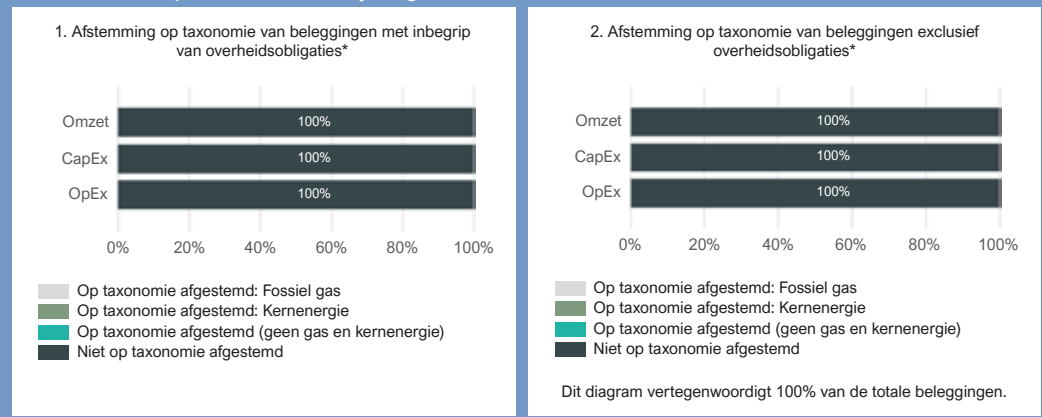 1. Afstemming op taxonomie van beleggingen met inbegrip
van overheidsobligaties*
Omzet 100%
CapEx 100%
OpEx 100%
0% 20% 40% 60% 80% 100%
Op taxonomie afgestemd: Fossiel gas
Op taxonomie afgestemd: Kernenergie
Op taxonomie afgestemd (geen gas en kernenergie)
Niet op taxonomie afgestemd
2. Afstemming op taxonomie van beleggingen exclusief
overheidsobligaties*
Omzet 100%
CapEx 100%
OpEx 100%
0% 20% 40% 60% 80% 100%
Op taxonomie afgestemd: Fossiel gas
Op taxonomie afgestemd: Kernenergie
Op taxonomie afgestemd (geen gas en kernenergie)
Niet op taxonomie afgestemd
Dit diagram vertegenwoordigt 100% van de totale beleggingen.